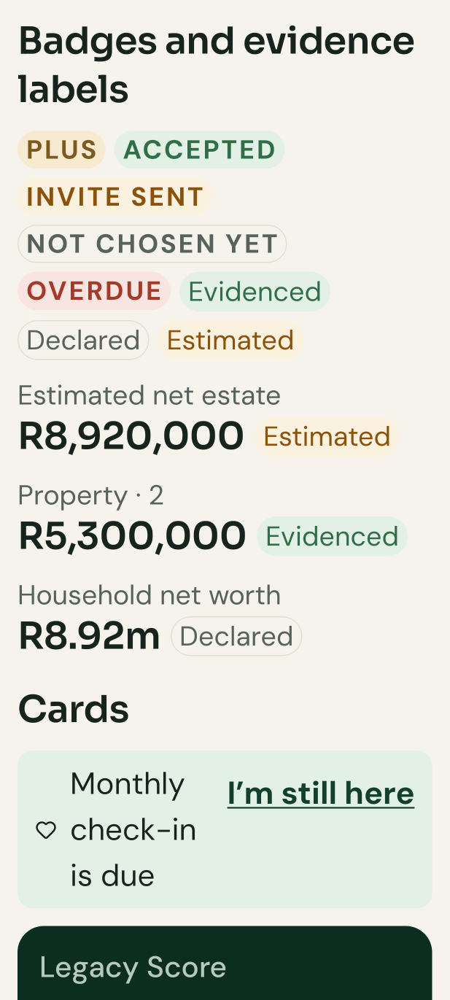 Badges and evidence
labels
PLUS ACCEPTED
INVITE SENT
NOT CHOSEN YET
OVERDUE Evidenced
Declared Estimated
Estimated net estate
R8,920,000 Estimated
Property · 2
R5,300,000 Evidenced
Household net worth
R8.92m Declared
Cards
Monthly
check-in
is due
I’m still here
Legacy Score